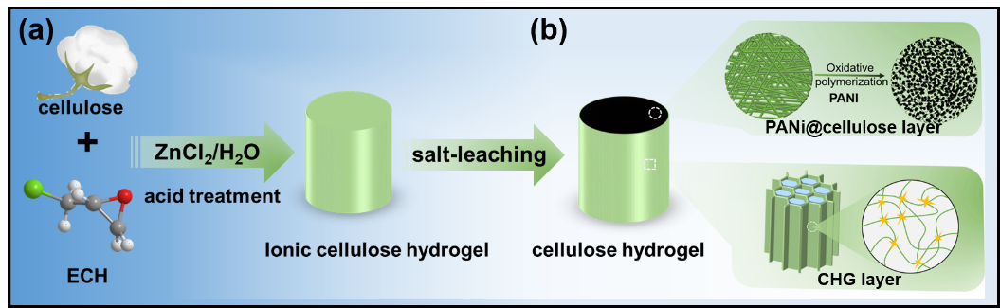 (a)
cellulose
+
ECH
ZnCl2/H2O
acid treatment
Ionic cellulose hydrogel
salt-leaching
(b)
cellulose hydrogel
Oxidative
polymerization
PANI
PANi@cellulose layer
CHG layer